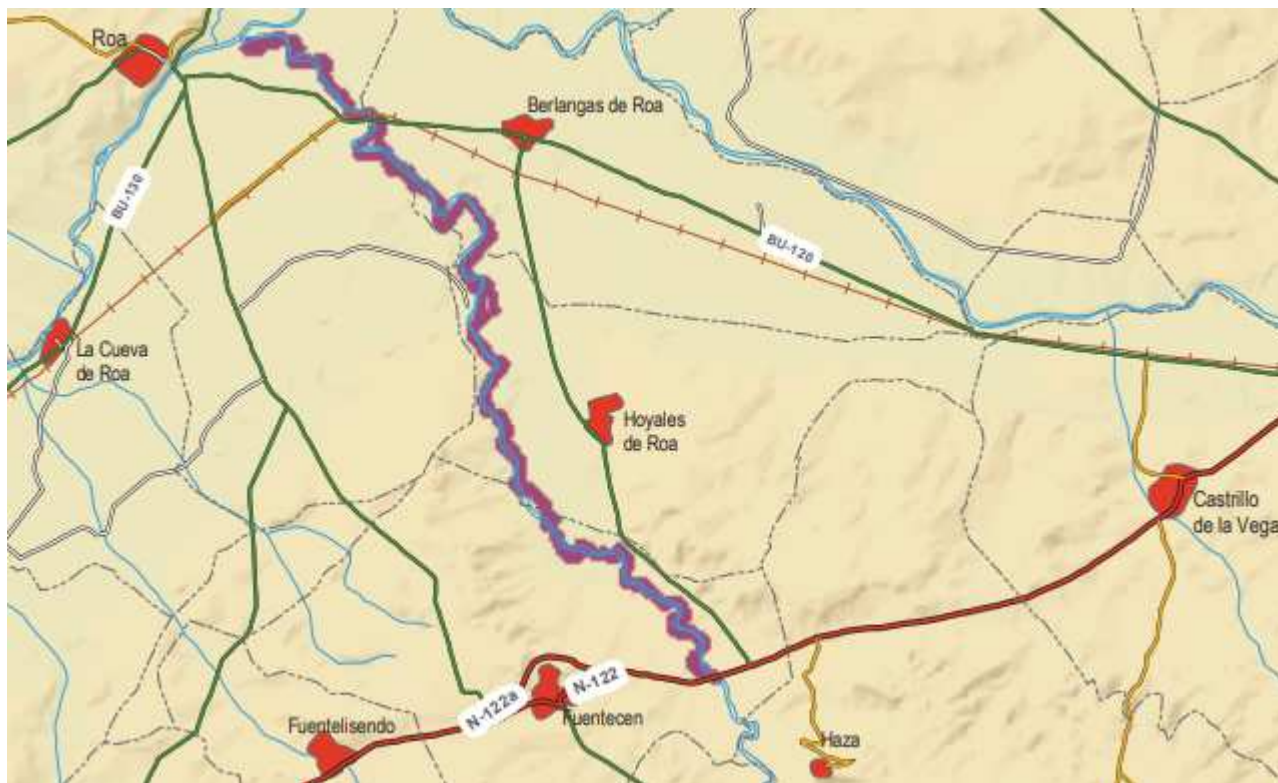 Roa
Berlangas de Roa
BU-130
BU-120
La Cueva
de Roa
Hoyales
de Roa
Castrillo
de la Vega
N-122a
N-122
Fuentelisendo
Fuentecen
Haza